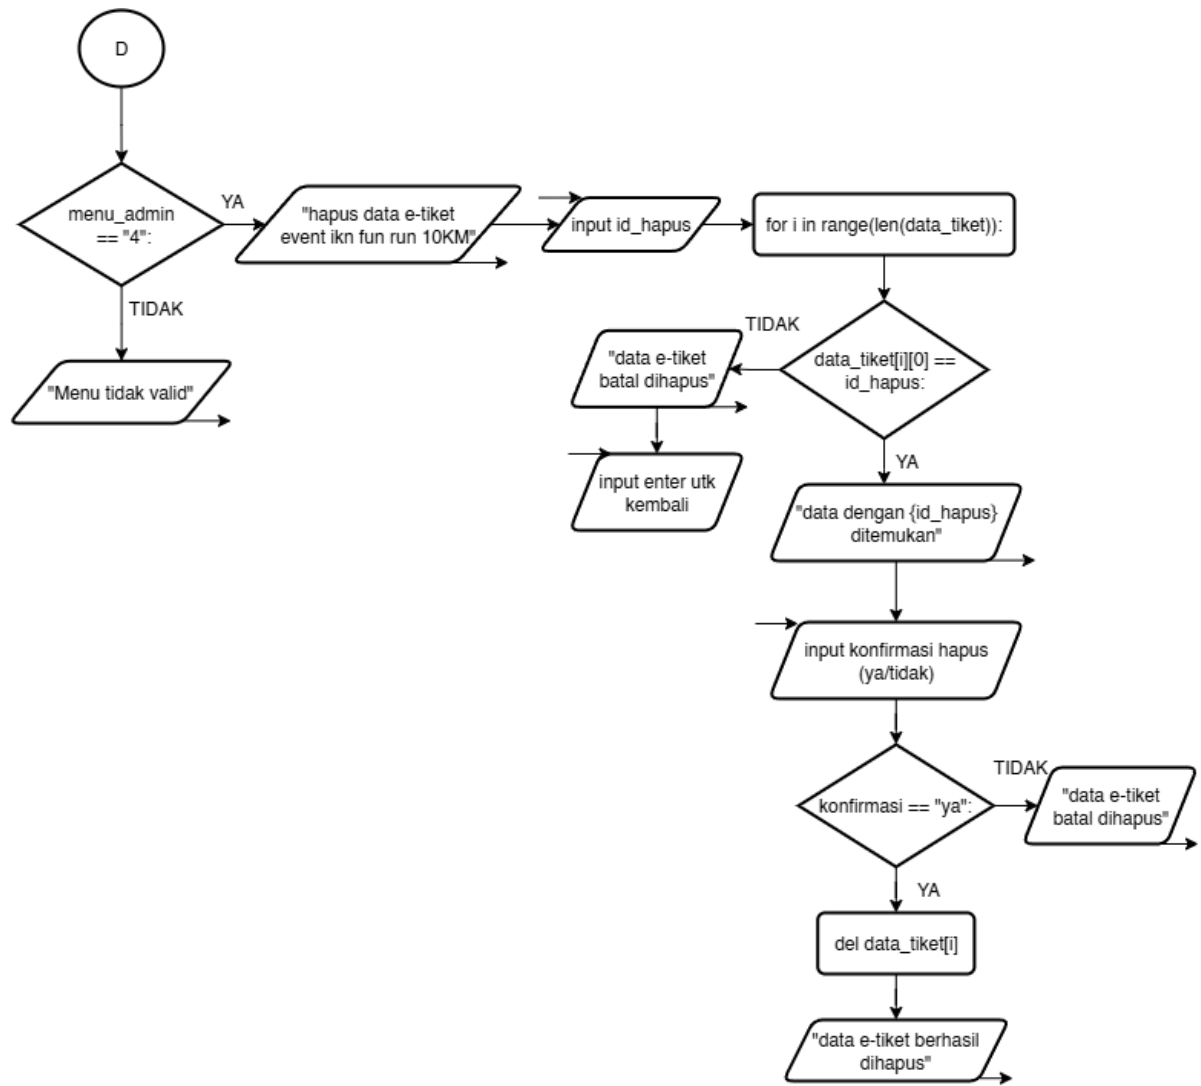 D
menu_admin
== "4":
YA
"hapus data e-tiket
event ikn fun run 10KM"
input id_hapus
for i in range(len(data_tiket)):
TIDAK
"Menu tidak valid"
TIDAK
data_tiket[i][0] ==
id_hapus:
"data e-tiket
batal dihapus"
input enter utk
kembali
YA
"data dengan {id_hapus}
ditemukan"
input konfirmasi hapus
(ya/tidak)
konfirmasi == "ya":
TIDAK
"data e-tiket
batal dihapus"
YA
del data_tiket[i]
"data e-tiket berhasil
dihapus"